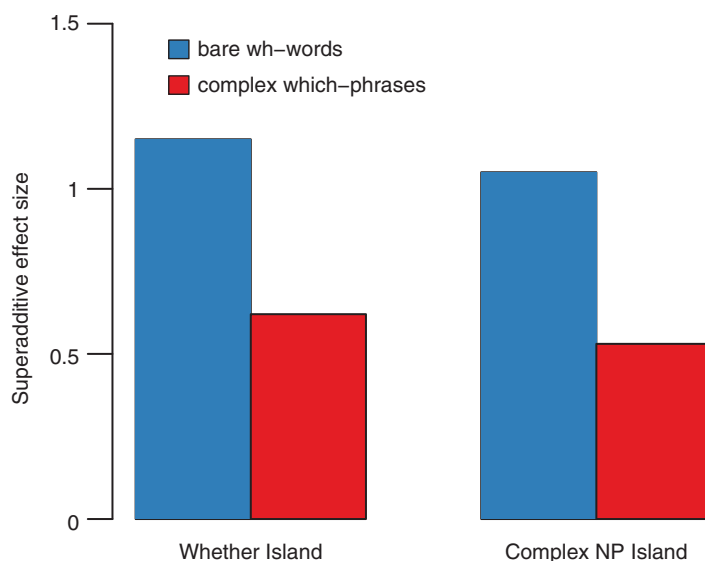 1.5
bare wh−words
complex which−phrases
1
0.5
0
Superadditive effect size
Whether Island
Complex NP Island